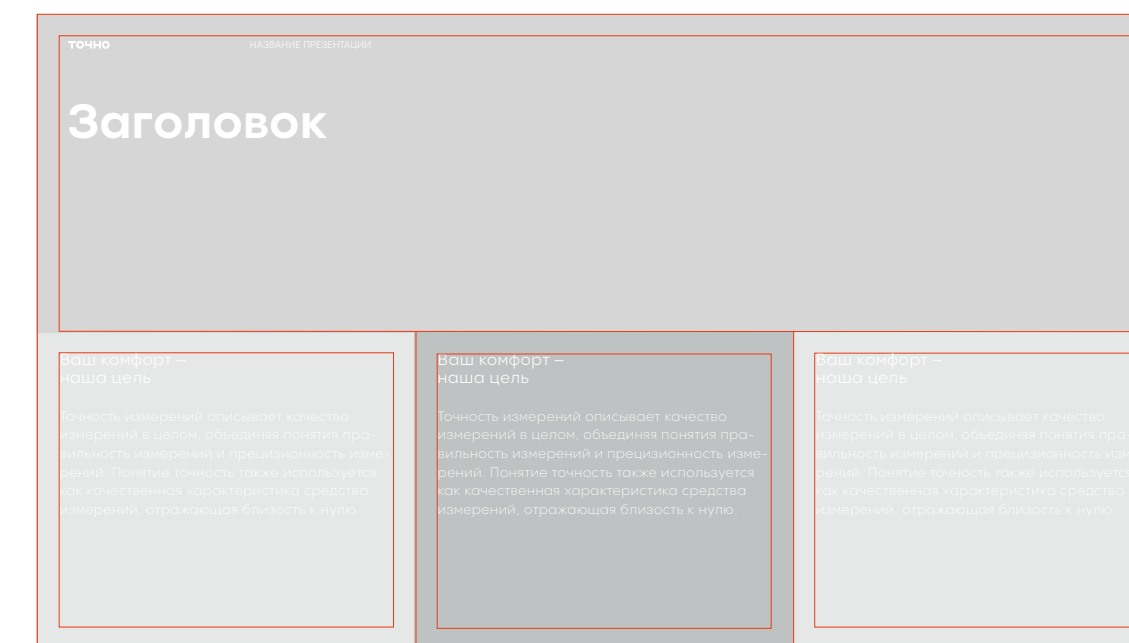 ТОЧНО
НАЗВАНИЕ ПРЕЗЕНТАЦИИ
Заголовок
Ваш комфорт –
наша цель
Точность измерений описывает качество
измерений в целом, объединяя понятия пра-
вильность измерений и прецизионность изме-
рений. Понятие точность также используется
как качественная характеристика средства
измерений, отражающая близость к нулю.
Ваш комфорт –
наша цель
Точность измерений описывает качество
измерений в целом, объединяя понятия пра-
вильность измерений и прецизионность изме-
рений. Понятие точность также используется
как качественная характеристика средства
измерений, отражающая близость к нулю.
Ваш комфорт –
наша цель
Точность измерений описывает качество
измерений в целом, объединяя понятия пра
вильность измерений и прецизионность изм
рений. Понятие точность также используетс
как качественная характеристика средства
измерений, отражающая близость к нулю.